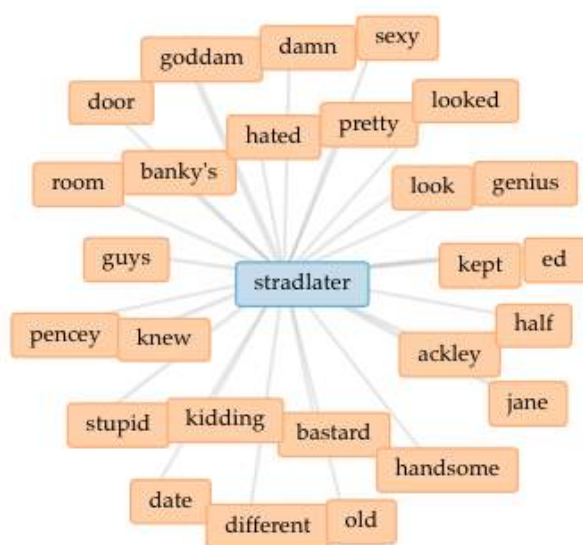 sexy
damn
goddam
looked
door
pretty
hated
banky's
room
look
genius
guys
kept
ed
stradlater
pencey
knew
half
ackley
jane
stupid
kidding
bastard
handsome
date
different
old